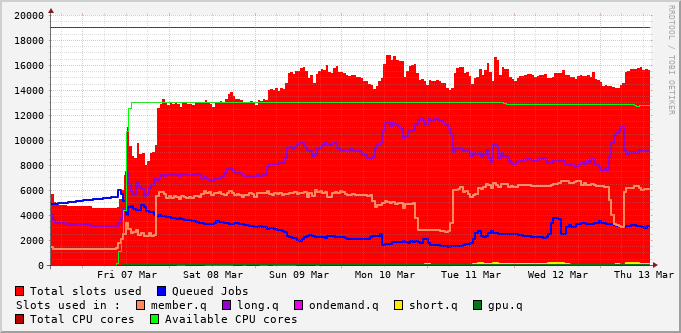 20000
18000
16000
14000
12000
10000
8000
6000
4000
2000
0
Fri 07 Mar Sat 08 Mar Sun 09 Mar Mon 10 Mar Tue 11 Mar Wed 12 Mar Thu 13 Mar
Total slots used Queued Jobs
Slots used in : member.q long.q ondemand.q short.q gpu.q
Total CPU cores Available CPU cores
RRDTOOL / TOBI OETIKER